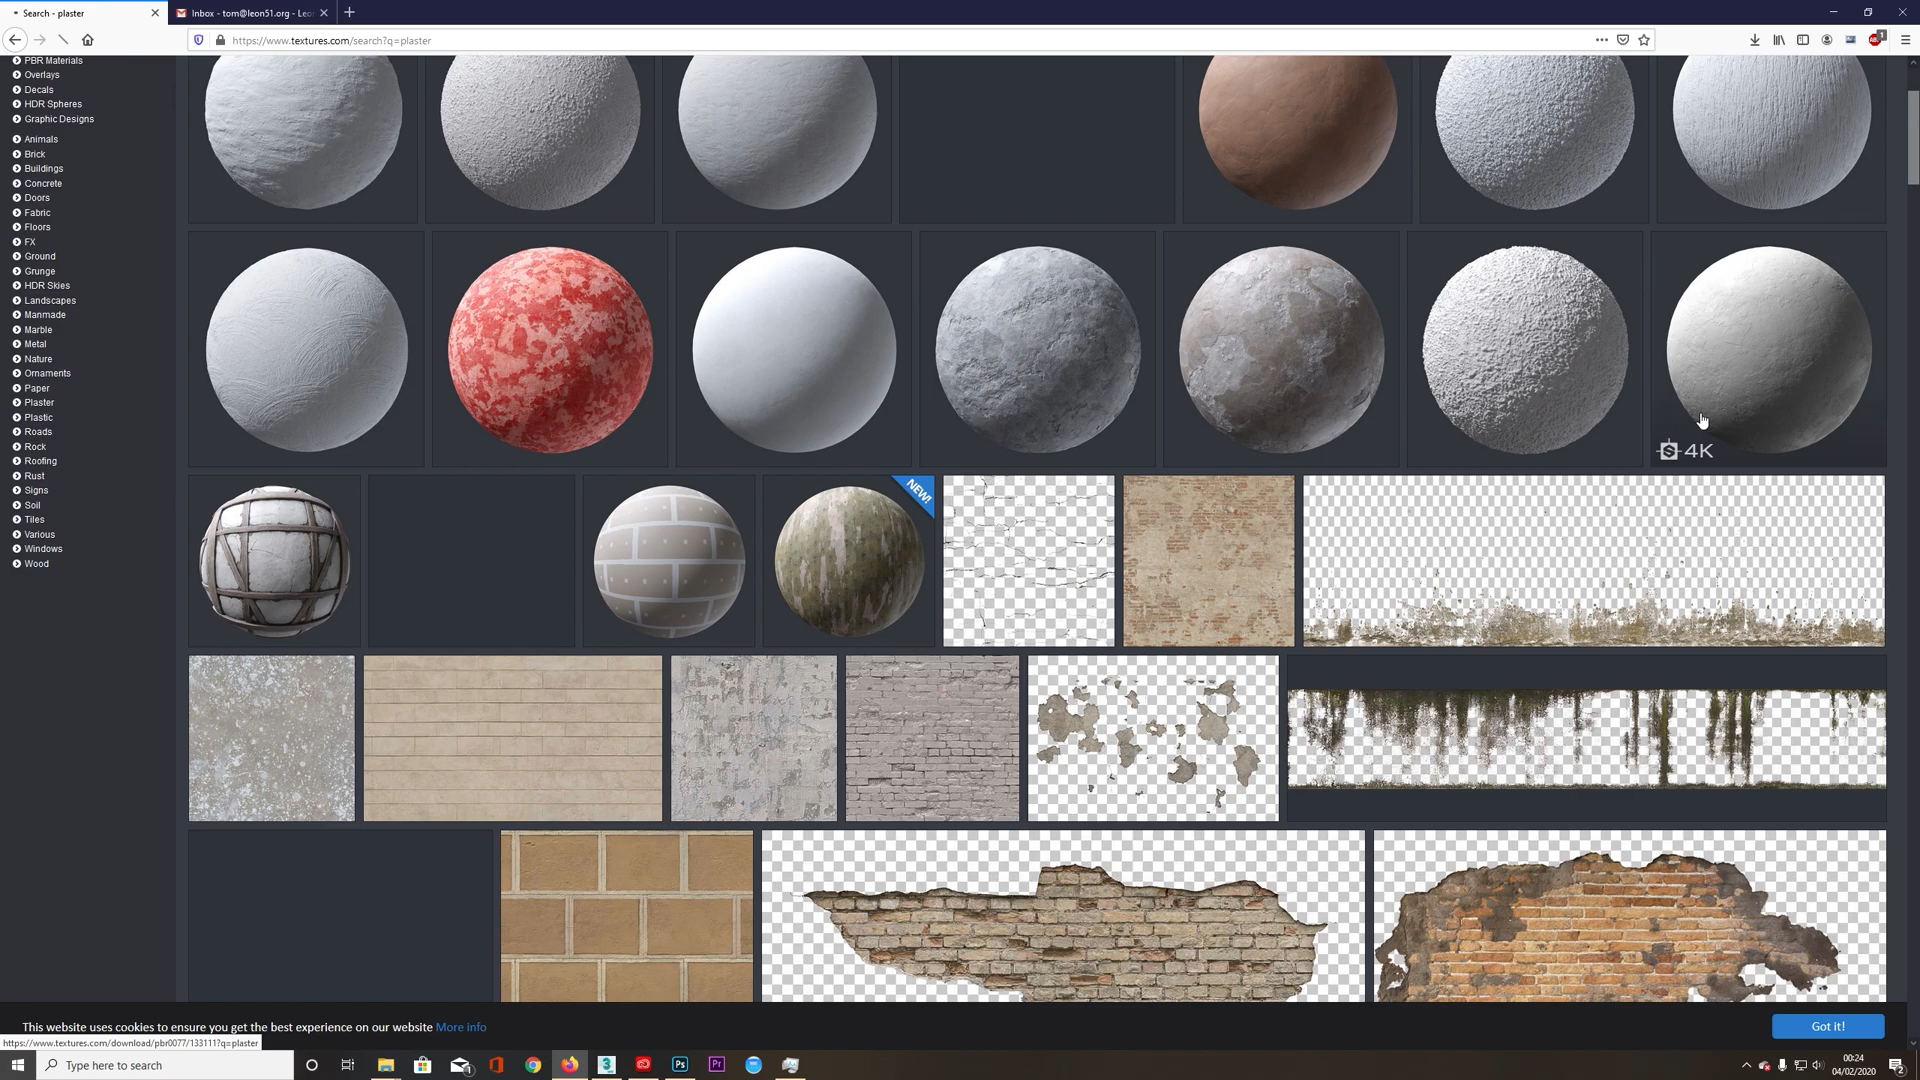 Search - plaster
Inbox - tom@leon51.org - Leo
https://www.textures.com/search?q=plaster
1
PBR Materials
Overlays
Decals
HDR Spheres
Graphic Designs
Animals
Brick
Buildings
Concrete
Doors
Fabric
Floors
FX
Ground
Grunge
HDR Skies
Landscapes
Manmade
Marble
Metal
Nature
Ornaments
Paper
Plaster
Plastic
Roads
Rock
Roofing
Rust
Signs
Soil
Tiles
Various
Windows
Wood
4K
NEW!
This website uses cookies to ensure you get the best experience on our website More info
Got it!
https://www.textures.com/download/pbr0077/133111?q=plaster
Type here to search
Ps
Pr
00:24
04/02/2020
2